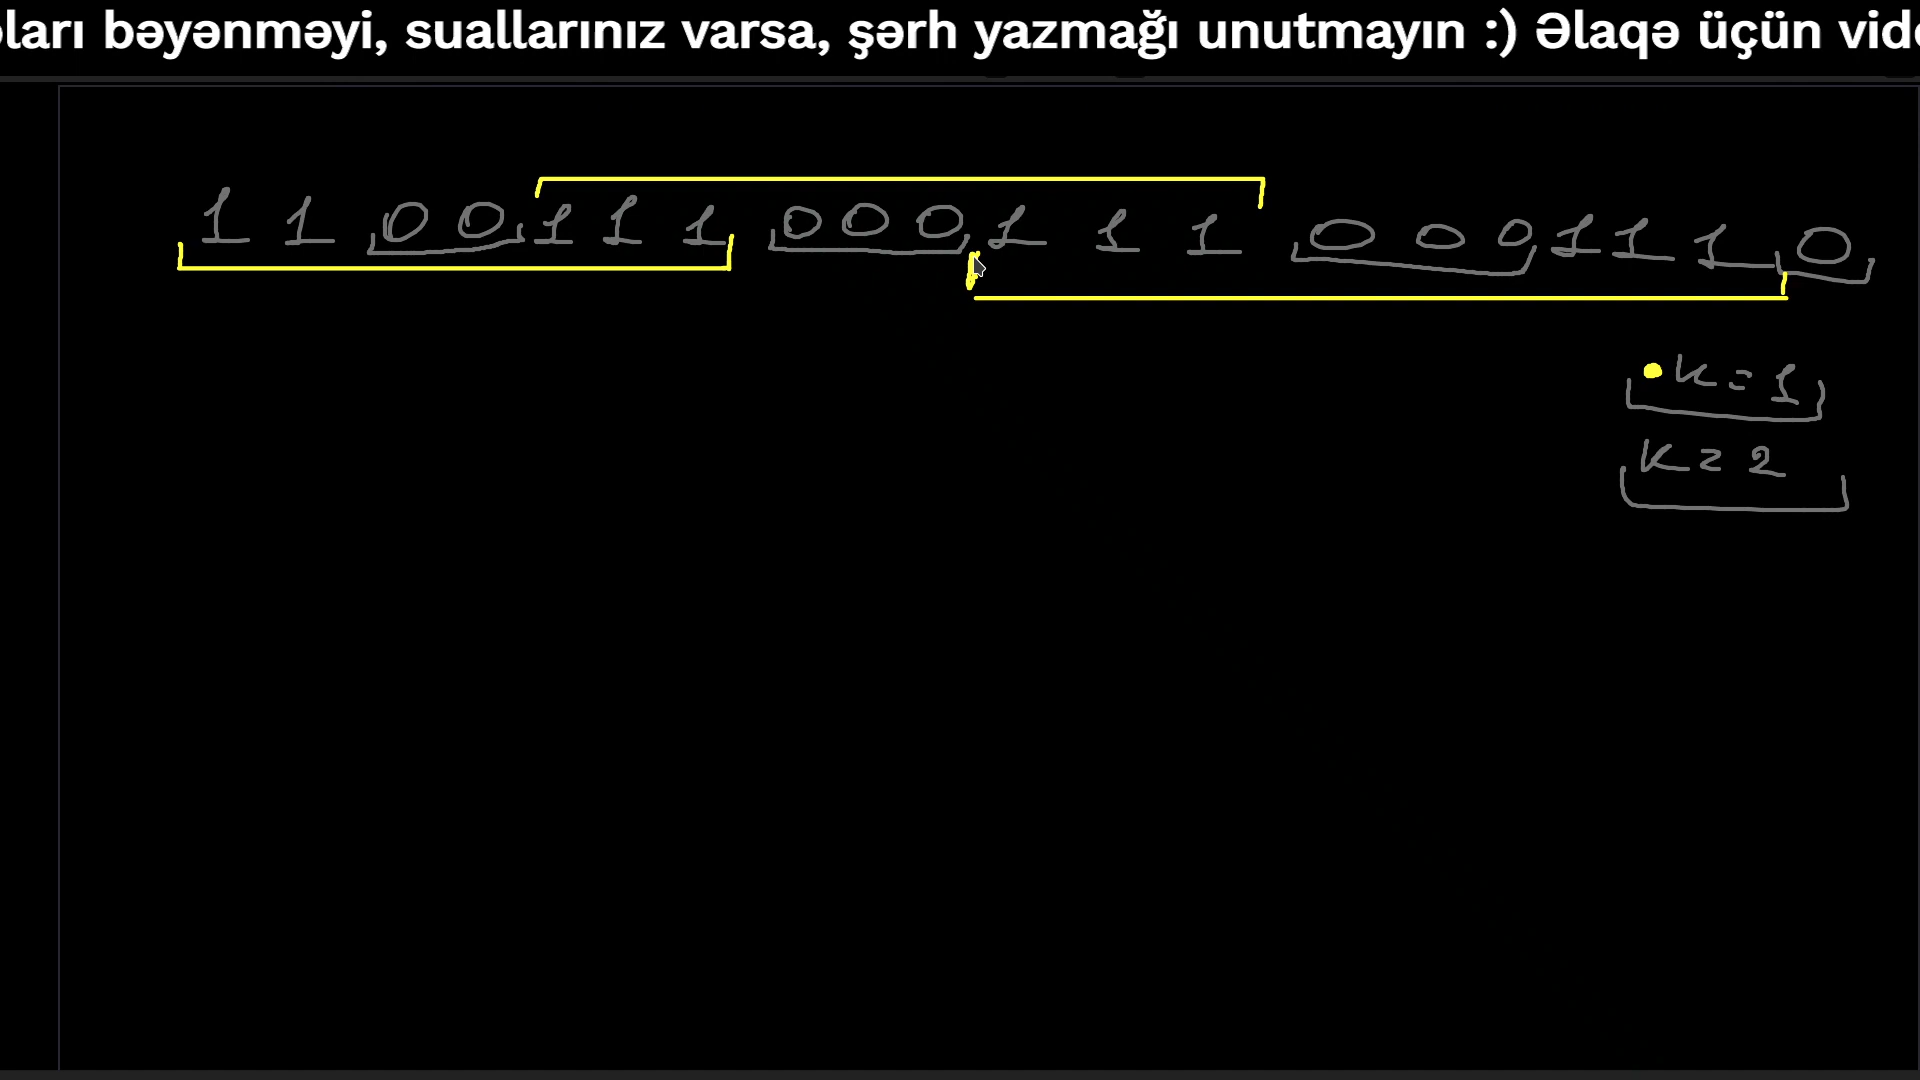 ları bəyənməyi, suallarınız varsa, şərh yazmağı unutmayın :) Əlaqə üçün
1 1 0 0 1 1 1 0 0 0 1 1 1 0 0 0 1 1 1 0
k = 1
k = 2